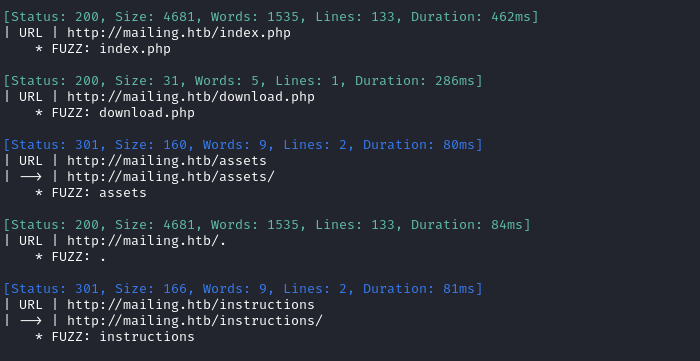 [Status: 200, Size: 4681, Words: 1535, Lines: 133, Duration: 462ms]
| URL | http://mailing.htb/index.php
    * FUZZ: index.php

[Status: 200, Size: 31, Words: 5, Lines: 1, Duration: 286ms]
| URL | http://mailing.htb/download.php
    * FUZZ: download.php

[Status: 301, Size: 160, Words: 9, Lines: 2, Duration: 80ms]
| URL | http://mailing.htb/assets
| --> | http://mailing.htb/assets/
    * FUZZ: assets

[Status: 200, Size: 4681, Words: 1535, Lines: 133, Duration: 84ms]
| URL | http://mailing.htb/.
    * FUZZ: .

[Status: 301, Size: 166, Words: 9, Lines: 2, Duration: 81ms]
| URL | http://mailing.htb/instructions
| --> | http://mailing.htb/instructions/
    * FUZZ: instructions